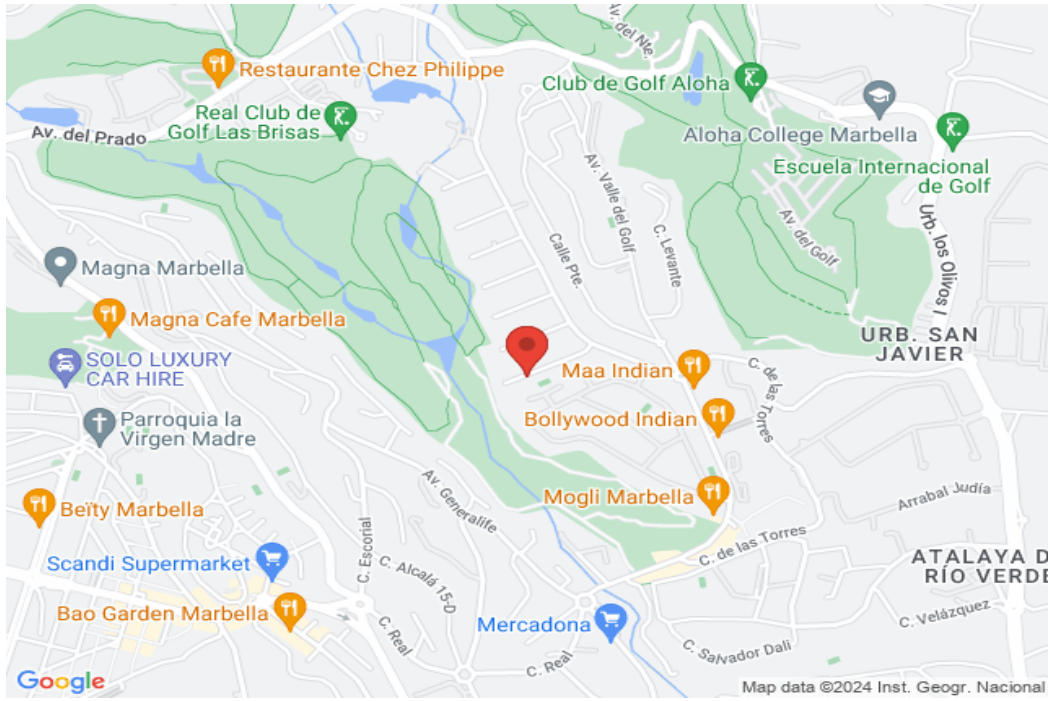 Av. del Nte.
Restaurante Chez Philippe
Club de Golf Aloha
Real Club de
Golf Las Brisas
Av. del Prado
Aloha College Marbella
Escuela Internacional
de Golf
Av. Valle del Golf
C. Levante
Calle Pte.
Av. del Golf
Urb. los Olivos I
Magna Marbella
Magna Cafe Marbella
URB. SAN
JAVIER
SOLO LUXURY
CAR HIRE
Maa Indian
C. de las Torres
Parroquia la
Virgen Madre
Bollywood Indian
Av. Generalife
Mogli Marbella
Arrabal Judía
Beïty Marbella
C. Escorial
C. de las Torres
Scandi Supermarket
C. Alcalá 15-D
ATALAYA D
RÍO VERDE
Bao Garden Marbella
C. Real
Mercadona
C. Velázquez
C. Salvador Dali
C. Real
Google
Map data ©2024 Inst. Geogr. Nacional